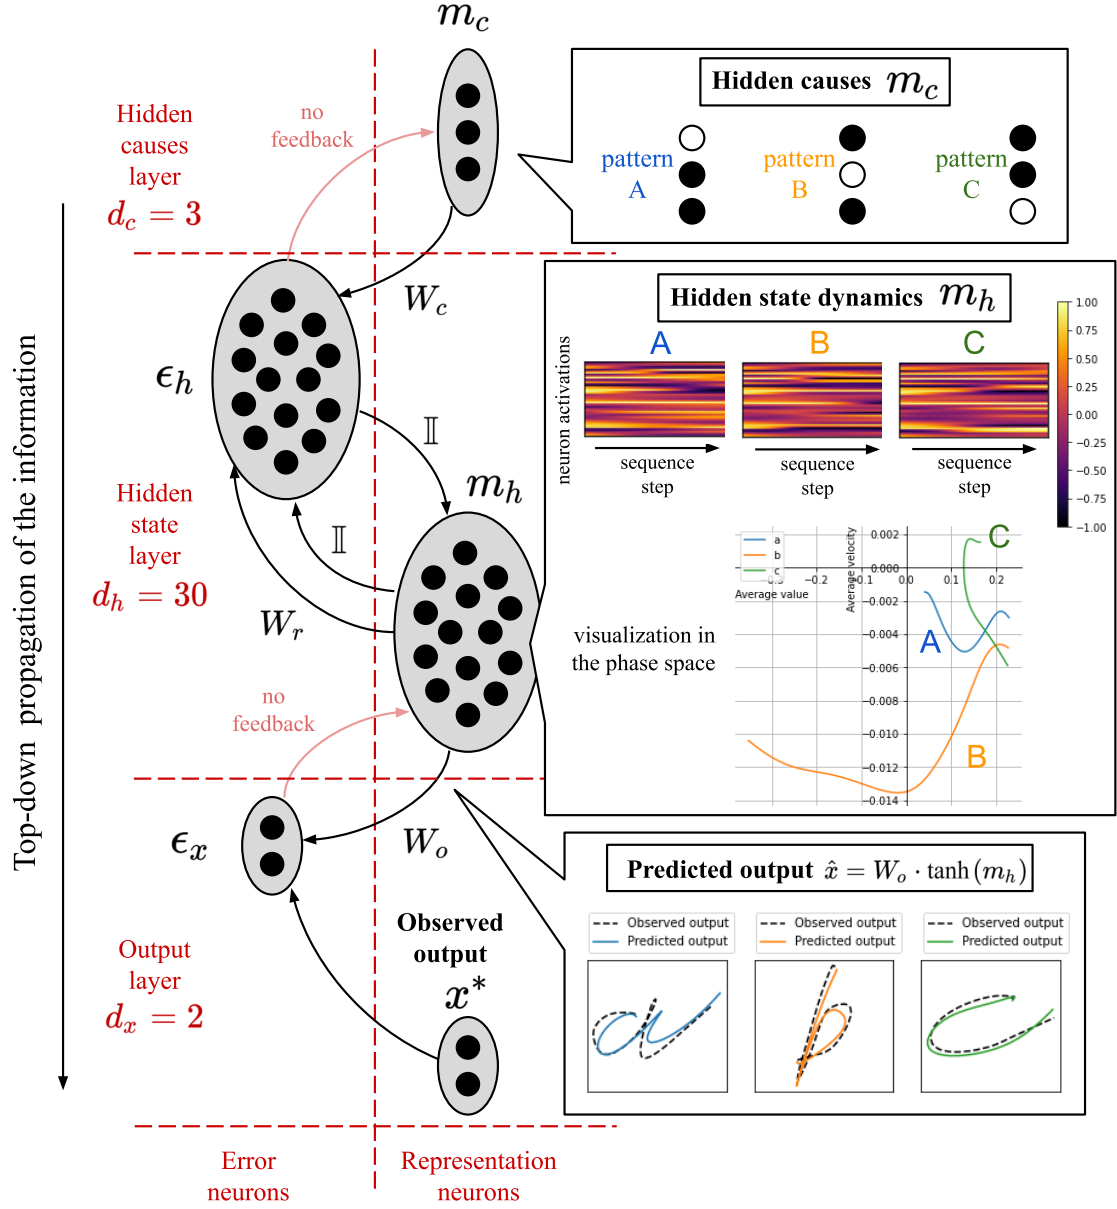 m_c
Hidden causes m_c
Hidden
causes
layer
d_c = 3
no
feedback
pattern
A
pattern
B
pattern
C
W_c
Hidden state dynamics m_h
neuron activations
A
B
C
1.00
0.75
0.50
0.25
0.00
−0.25
−0.50
−0.75
−1.00
sequence
step
sequence
step
sequence
step
ϵ_h
𝕀
m_h
Top-down propagation of the information
Hidden
state
layer
d_h = 30
𝕀
W_r
visualization in
the phase space
a
b
c
Average velocity
Average value
0.002
0.000
−0.002
−0.004
−0.006
−0.010
−0.012
−0.014
−0.2
−0.1
0.0
0.1
0.2
C
A
B
no
feedback
ϵ_x
W_o
Predicted output x̂ = W_o · tanh(m_h)
Observed output
Predicted output
Observed output
Predicted output
Observed output
Predicted output
Observed
output
x*
Output
layer
d_x = 2
Error
neurons
Representation
neurons